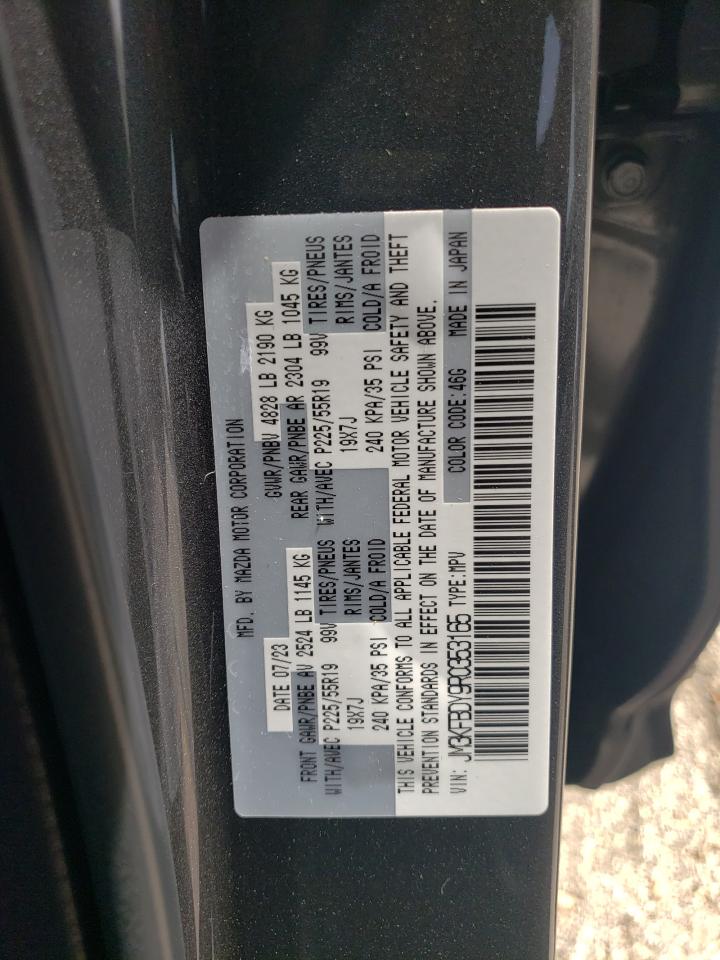 MFD. BY MAZDA MOTOR CORPORATION
DATE 07/23 GVWR/PNBV 4828 LB 2190 KG
FRONT GAWR/PNBE AV 2524 LB 1145 KG REAR GAWR/PNBE AR 2304 LB 1045 KG
WITH/AVEC P225/55R19 99V TIRES/PNEUS WITH/AVEC P225/55R19 99V TIRES/PNEUS
19X7J RIMS/JANTES 19X7J RIMS/JANTES
240 KPA/35 PSI COLD/A FROID 240 KPA/35 PSI COLD/A FROID
THIS VEHICLE CONFORMS TO ALL APPLICABLE FEDERAL MOTOR VEHICLE SAFETY AND THEFT
PREVENTION STANDARDS IN EFFECT ON THE DATE OF MANUFACTURE SHOWN ABOVE.
VIN: JM3KFBDY9R0353165 TYPE:MPV COLOR CODE:46G MADE IN JAPAN